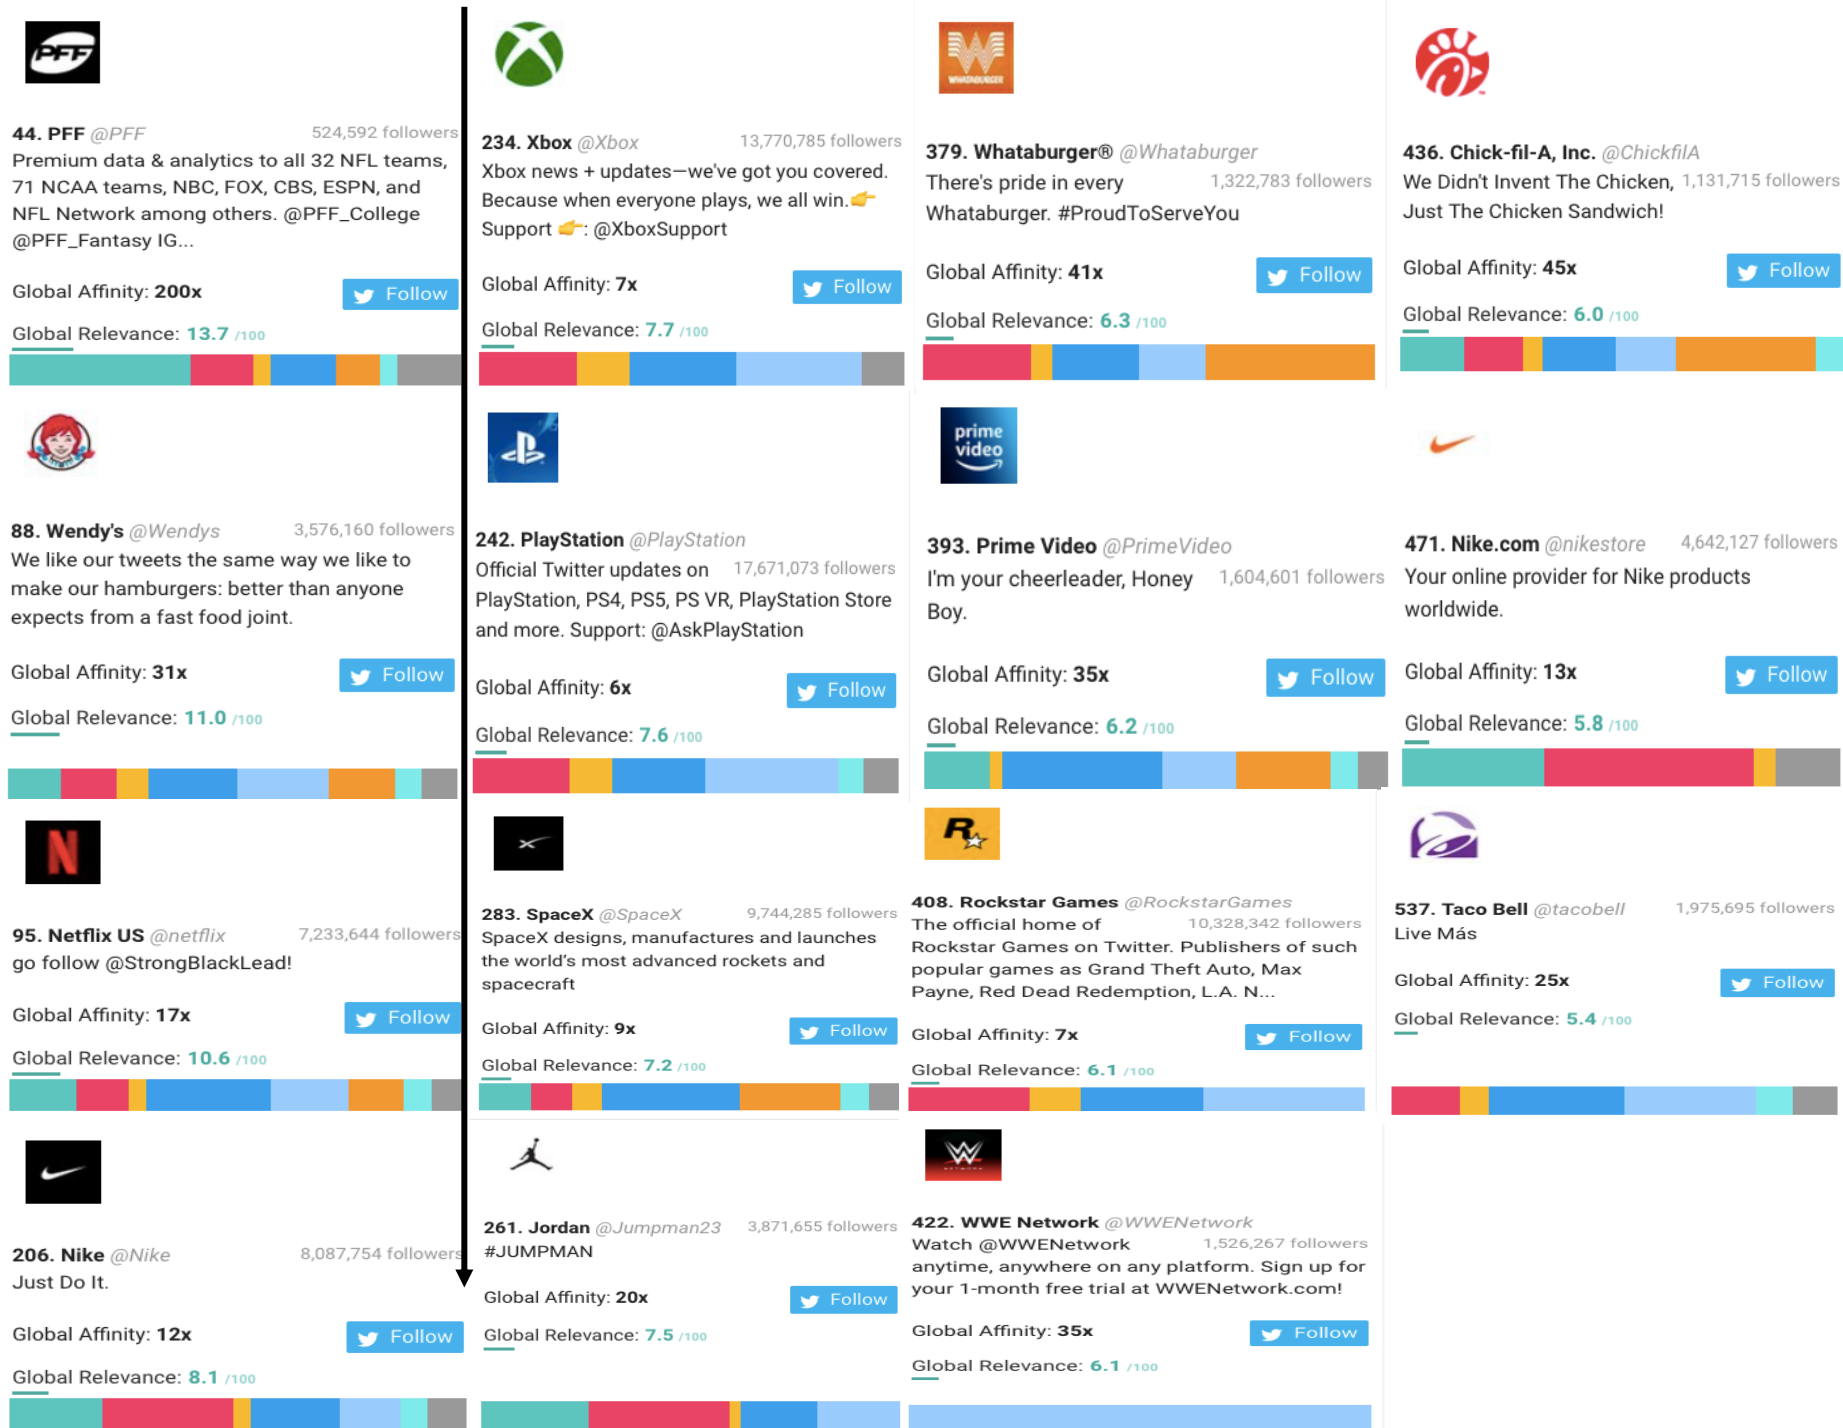 PFF
44. PFF @PFF 524,592 followers
Premium data & analytics to all 32 NFL teams,
71 NCAA teams, NBC, FOX, CBS, ESPN, and
NFL Network among others. @PFF_College
@PFF_Fantasy IG...
Global Affinity: 200x Follow
Global Relevance: 13.7 /100
88. Wendy's @Wendys 3,576,160 followers
We like our tweets the same way we like to
make our hamburgers: better than anyone
expects from a fast food joint.
Global Affinity: 31x Follow
Global Relevance: 11.0 /100
N
95. Netflix US @netflix 7,233,644 followers
go follow @StrongBlackLead!
Global Affinity: 17x Follow
Global Relevance: 10.6 /100
206. Nike @Nike 8,087,754 followers
Just Do It.
Global Affinity: 12x Follow
Global Relevance: 8.1 /100
234. Xbox @Xbox 13,770,785 followers
Xbox news + updates—we've got you covered.
Because when everyone plays, we all win.👉
Support 👉: @XboxSupport
Global Affinity: 7x Follow
Global Relevance: 7.7 /100
242. PlayStation @PlayStation
Official Twitter updates on 17,671,073 followers
PlayStation, PS4, PS5, PS VR, PlayStation Store
and more. Support: @AskPlayStation
Global Affinity: 6x Follow
Global Relevance: 7.6 /100
283. SpaceX @SpaceX 9,744,285 followers
SpaceX designs, manufactures and launches
the world's most advanced rockets and
spacecraft
Global Affinity: 9x Follow
Global Relevance: 7.2 /100
261. Jordan @Jumpman23 3,871,655 followers
#JUMPMAN
Global Affinity: 20x Follow
Global Relevance: 7.5 /100
W
WHATABURGER
379. Whataburger® @Whataburger
There's pride in every 1,322,783 followers
Whataburger. #ProudToServeYou
Global Affinity: 41x Follow
Global Relevance: 6.3 /100
prime
video
393. Prime Video @PrimeVideo
I'm your cheerleader, Honey 1,604,601 followers
Boy.
Global Affinity: 35x Follow
Global Relevance: 6.2 /100
R
408. Rockstar Games @RockstarGames
The official home of 10,328,342 followers
Rockstar Games on Twitter. Publishers of such
popular games as Grand Theft Auto, Max
Payne, Red Dead Redemption, L.A. N...
Global Affinity: 7x Follow
Global Relevance: 6.1 /100
W
NETWORK
422. WWE Network @WWENetwork
Watch @WWENetwork 1,526,267 followers
anytime, anywhere on any platform. Sign up for
your 1-month free trial at WWENetwork.com!
Global Affinity: 35x Follow
Global Relevance: 6.1 /100
436. Chick-fil-A, Inc. @ChickfilA
We Didn't Invent The Chicken, 1,131,715 followers
Just The Chicken Sandwich!
Global Affinity: 45x Follow
Global Relevance: 6.0 /100
471. Nike.com @nikestore 4,642,127 followers
Your online provider for Nike products
worldwide.
Global Affinity: 13x Follow
Global Relevance: 5.8 /100
537. Taco Bell @tacobell 1,975,695 followers
Live Más
Global Affinity: 25x Follow
Global Relevance: 5.4 /100